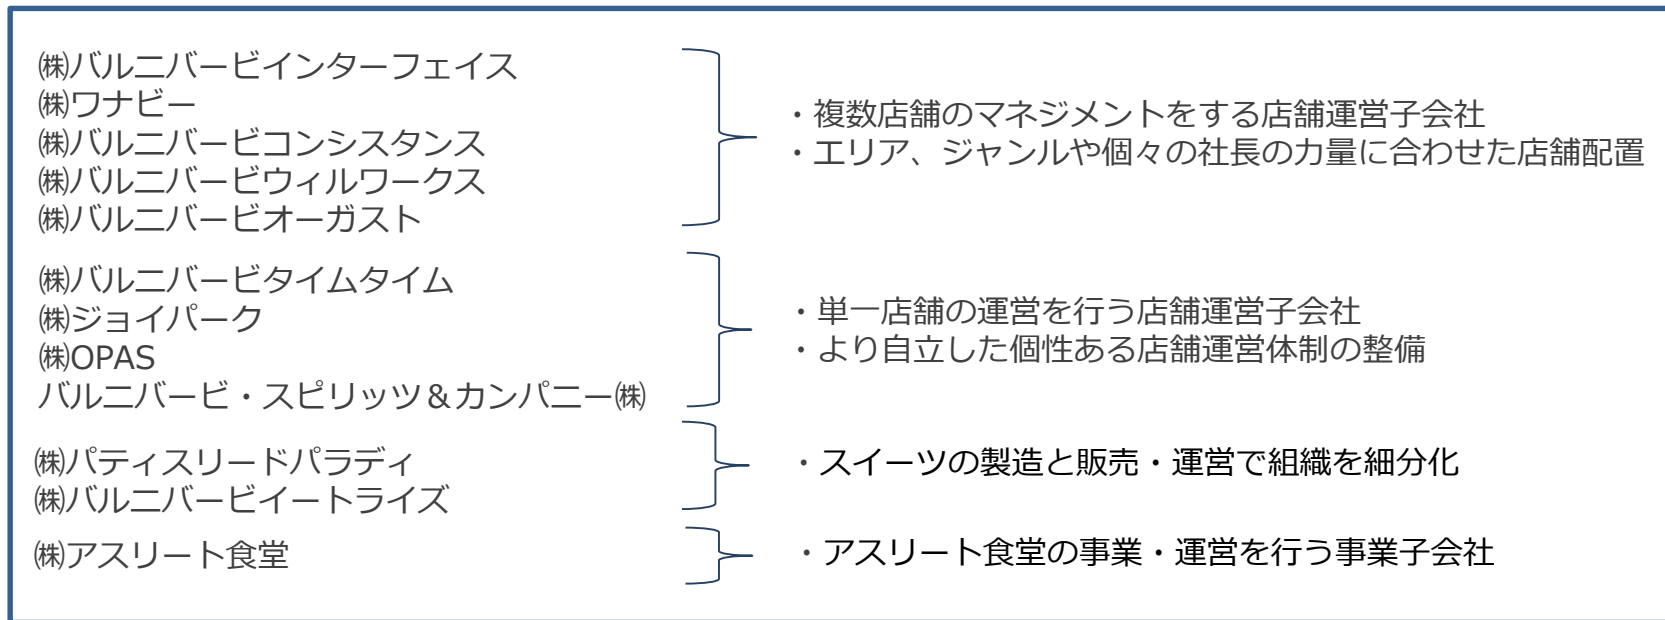 ㈱バルニバービインターフェイス
㈱ワナビー
㈱バルニバービコンシスタンス
㈱バルニバービウィルワークス
㈱バルニバービオーガスト
・複数店舗のマネジメントをする店舗運営子会社
・エリア、ジャンルや個々の社長の力量に合わせた店舗配置
㈱バルニバービタイムタイム
㈱ジョイパーク
㈱OPAS
バルニバービ・スピリッツ＆カンパニー㈱
・単一店舗の運営を行う店舗運営子会社
・より自立した個性ある店舗運営体制の整備
㈱パティスリードパラディ
㈱バルニバービイートライズ
・スイーツの製造と販売・運営で組織を細分化
㈱アスリート食堂
・アスリート食堂の事業・運営を行う事業子会社